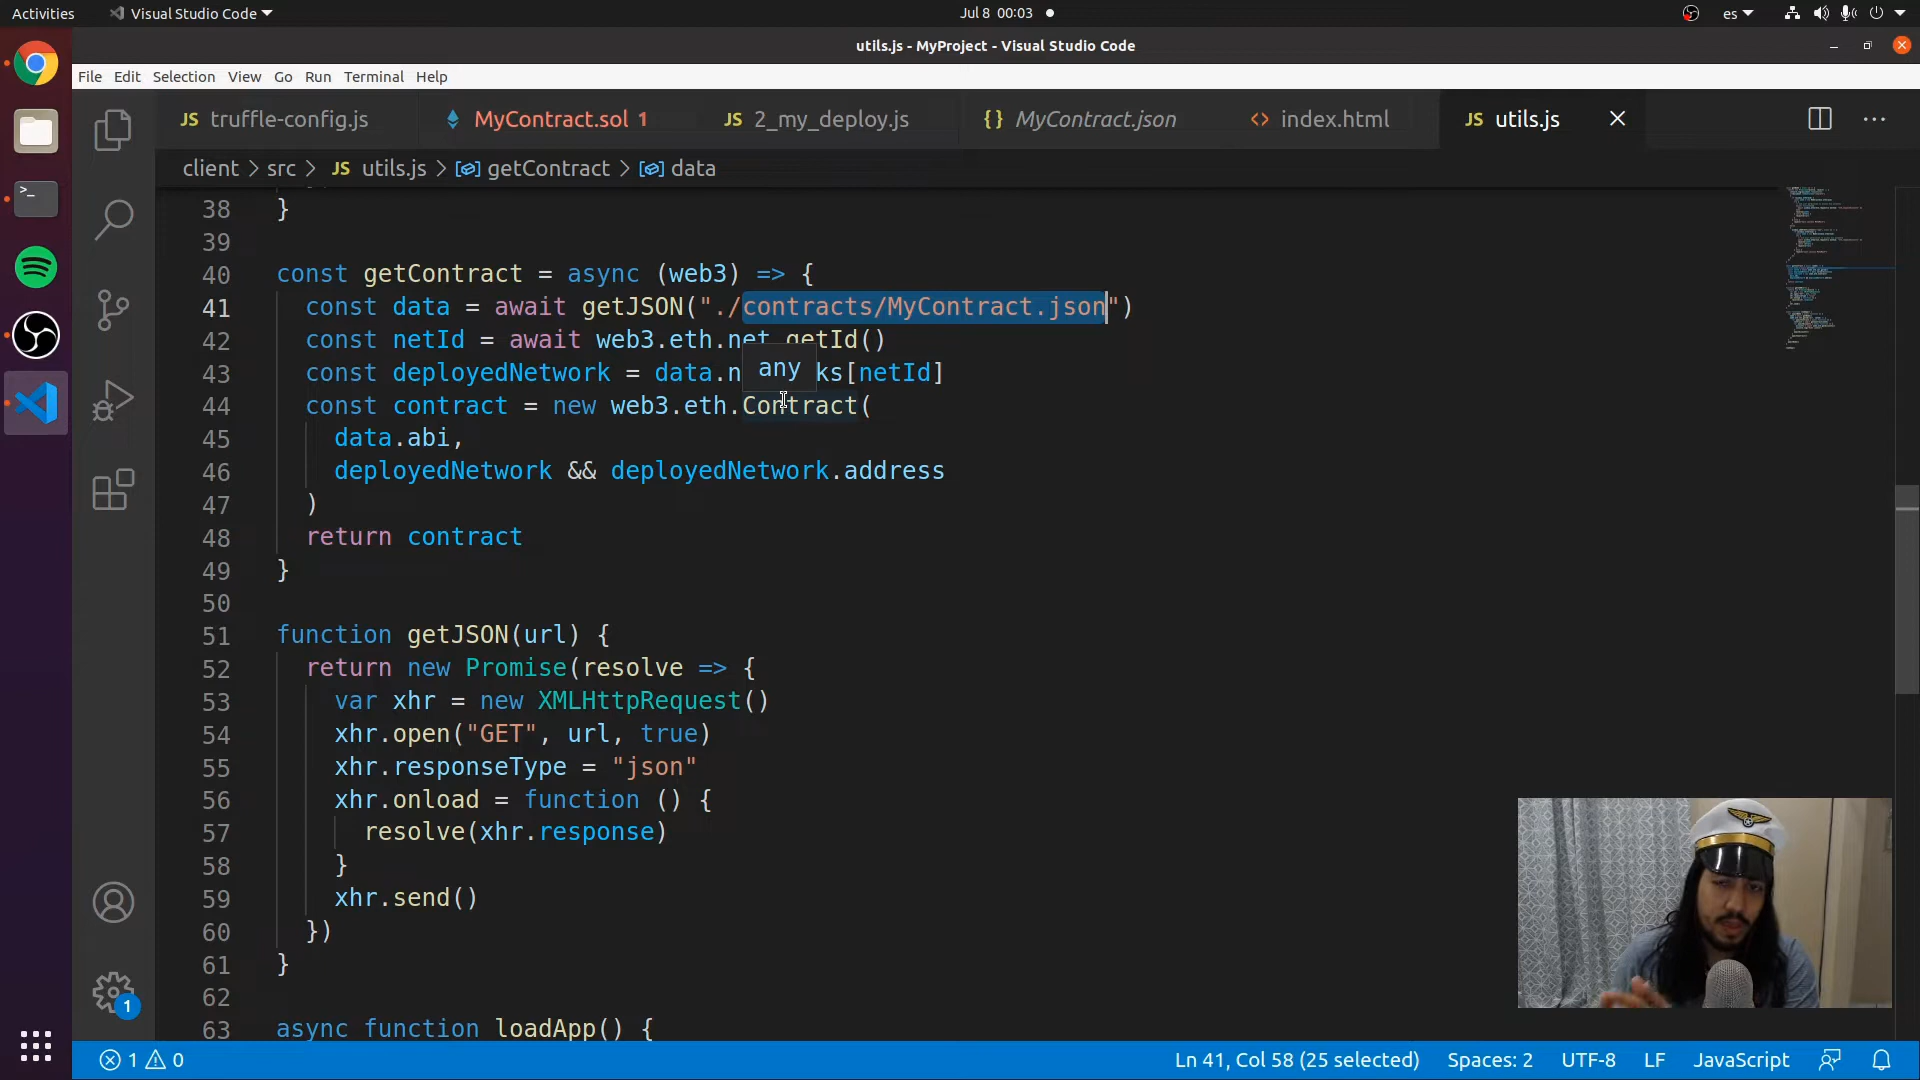 Activities
Visual Studio Code
Jul 8 00:03
es
utils.js - MyProject - Visual Studio Code
File Edit Selection View Go Run Terminal Help
JS truffle-config.js
MyContract.sol 1
JS 2_my_deploy.js
{} MyContract.json
<> index.html
JS utils.js
client > src > JS utils.js > getContract > data
38 }
39
40 const getContract = async (web3) => {
41 const data = await getJSON("./contracts/MyContract.json")
42 const netId = await web3.eth.net.getId()
any
43 const deployedNetwork = data.n ks[netId]
44 const contract = new web3.eth.Contract(
45 data.abi,
46 deployedNetwork && deployedNetwork.address
47 )
48 return contract
49 }
50
51 function getJSON(url) {
52 return new Promise(resolve => {
53 var xhr = new XMLHttpRequest()
54 xhr.open("GET", url, true)
55 xhr.responseType = "json"
56 xhr.onload = function () {
57 resolve(xhr.response)
58 }
59 xhr.send()
60 })
61 }
62
63 async function loadApp() {
1
1 0
Ln 41, Col 58 (25 selected)
Spaces: 2
UTF-8
LF
JavaScript